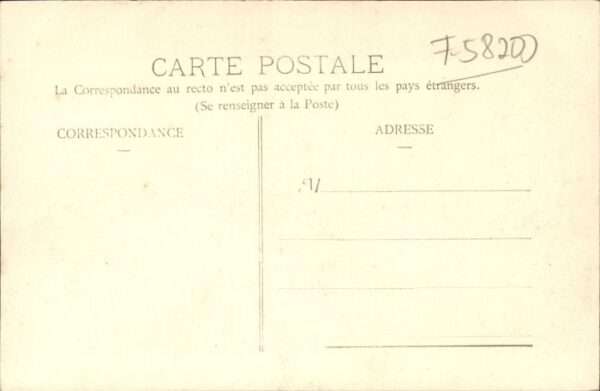 F-58200
CARTE POSTALE
La Correspondance au recto n'est pas acceptée par tous les pays étrangers.
(Se renseigner à la Poste)
CORRESPONDANCE
ADRESSE